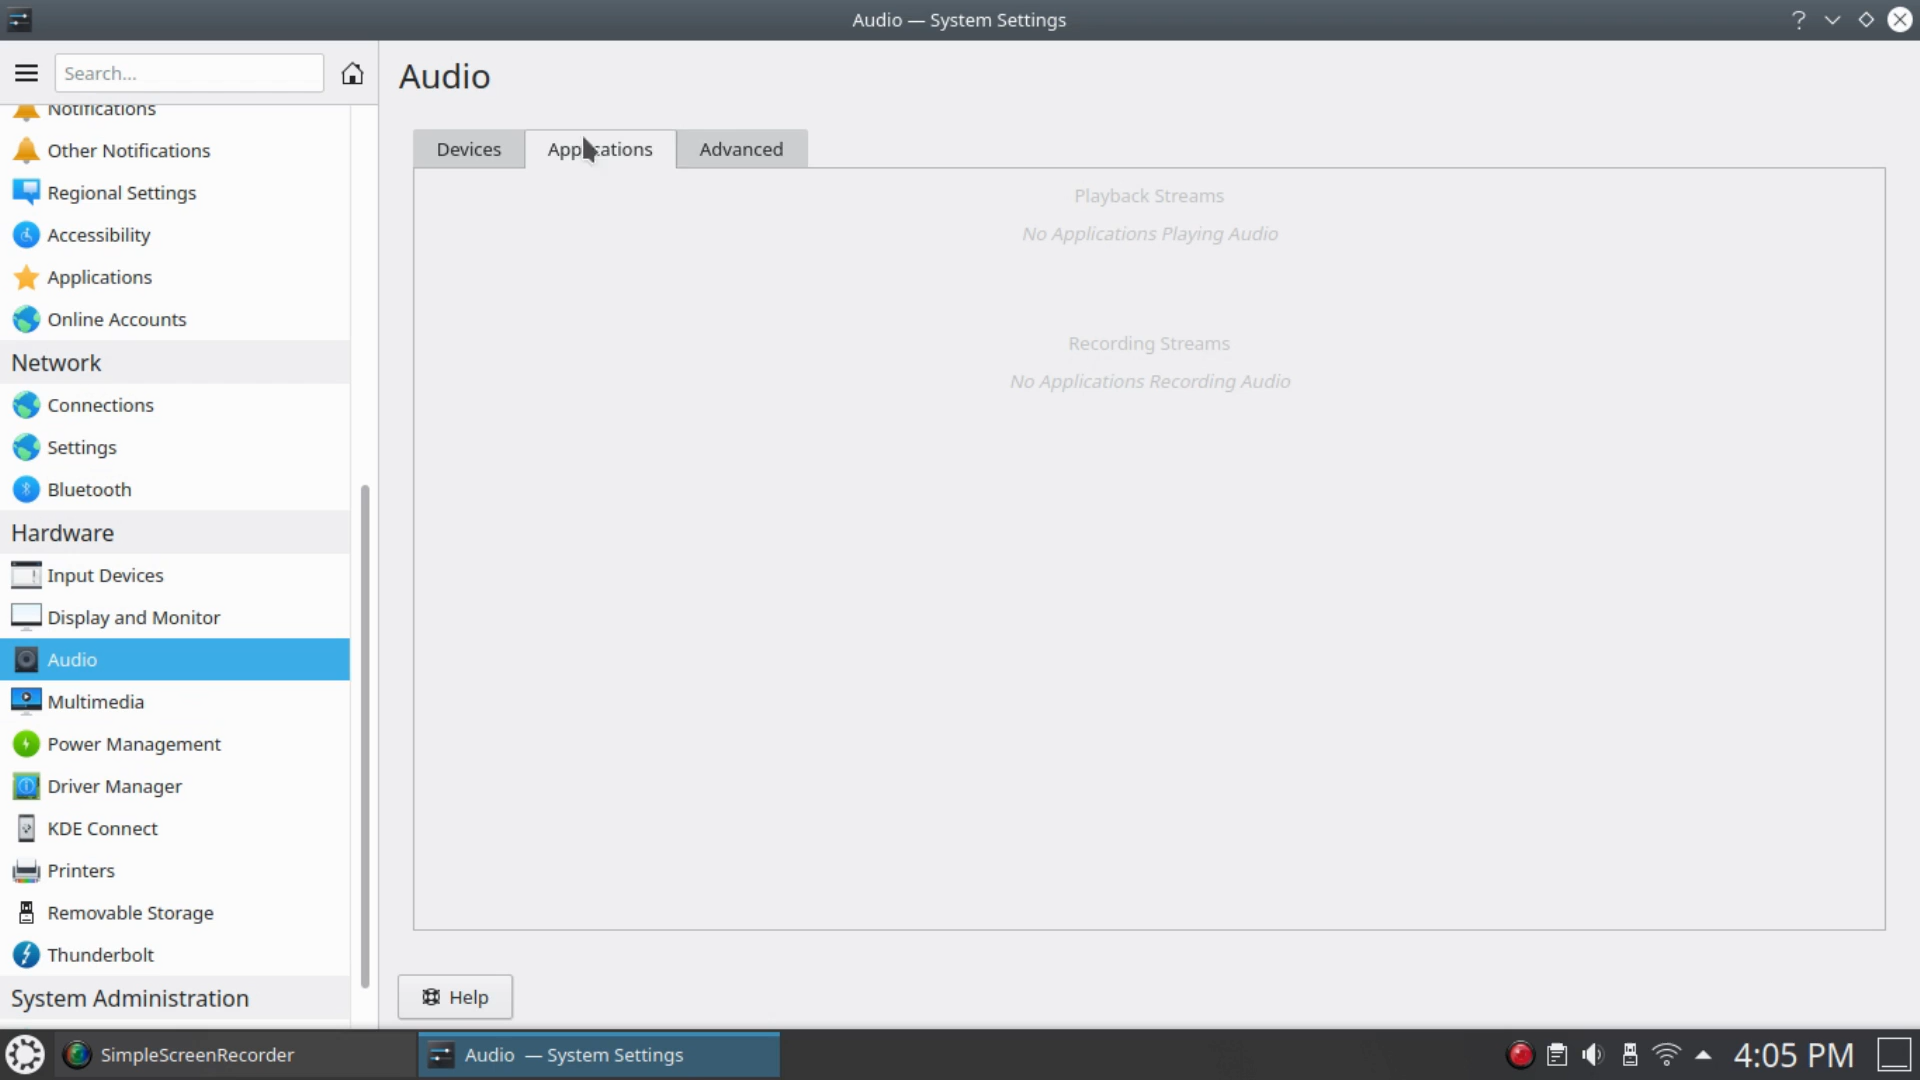 Audio — System Settings
Search...
Audio
Notifications
Other Notifications
Regional Settings
Accessibility
Applications
Online Accounts
Network
Connections
Settings
Bluetooth
Hardware
Input Devices
Display and Monitor
Audio
Multimedia
Power Management
Driver Manager
KDE Connect
Printers
Removable Storage
Thunderbolt
System Administration
Devices
Applications
Advanced
Playback Streams
No Applications Playing Audio
Recording Streams
No Applications Recording Audio
Help
SimpleScreenRecorder
Audio — System Settings
4:05 PM